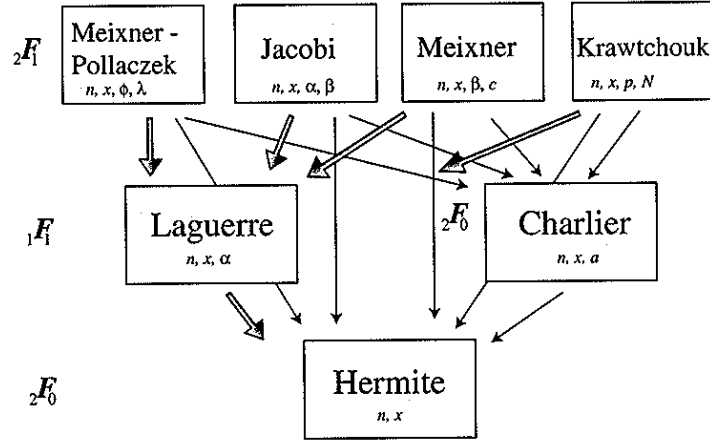 ₂F₁
Meixner -
Pollaczek
n, x, ϕ, λ
Jacobi
n, x, α, β
Meixner
n, x, β, c
Krawtchouk
n, x, p, N
₁F₁
Laguerre
n, x, α
₂F₀
Charlier
n, x, a
₂F₀
Hermite
n, x